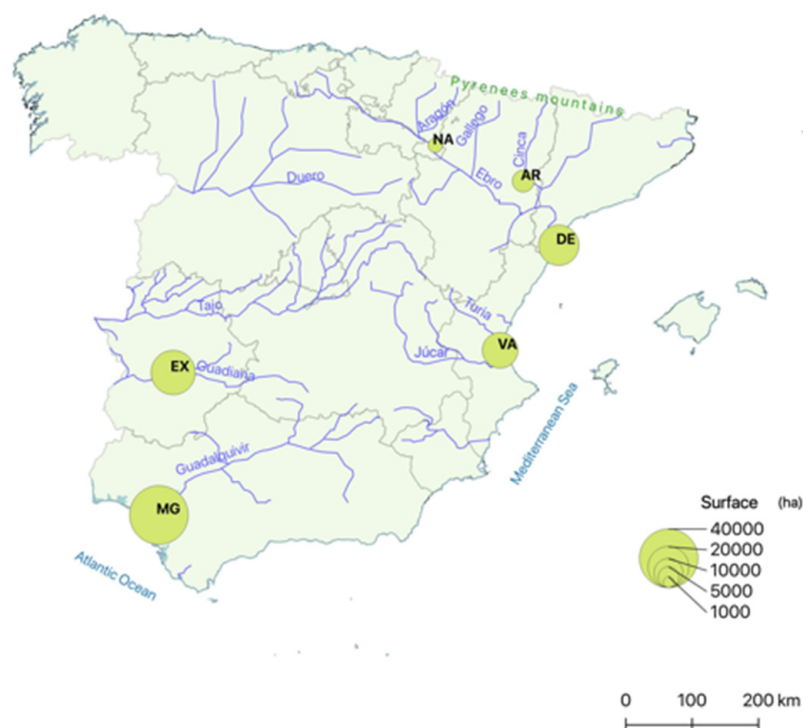 Pyrenees mountains
Aragón
Gallego
NA
Cinca
AR
Ebro
Duero
DE
Tajo
Turia
VA
Júcar
EX
Guadiana
Mediterranean Sea
Guadalquivir
MG
Atlantic Ocean
Surface (ha)
40000
20000
10000
5000
1000
0 100 200 km